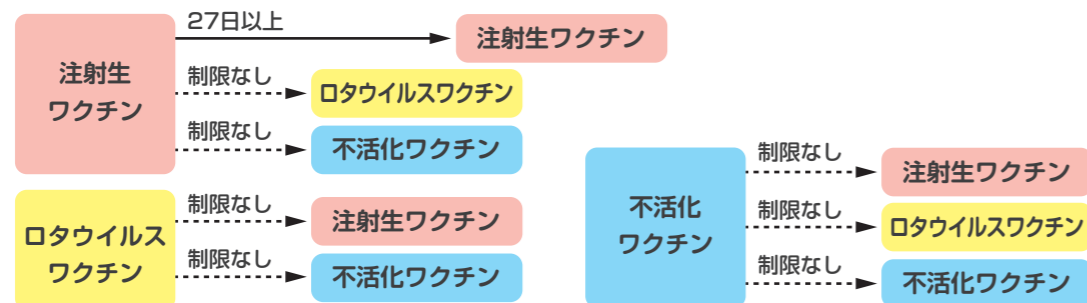 注射生
ワクチン
27日以上
注射生ワクチン
制限なし
ロタウイルスワクチン
制限なし
不活化ワクチン
ロタウイルス
ワクチン
制限なし
注射生ワクチン
制限なし
不活化ワクチン
不活化
ワクチン
制限なし
注射生ワクチン
制限なし
ロタウイルスワクチン
制限なし
不活化ワクチン